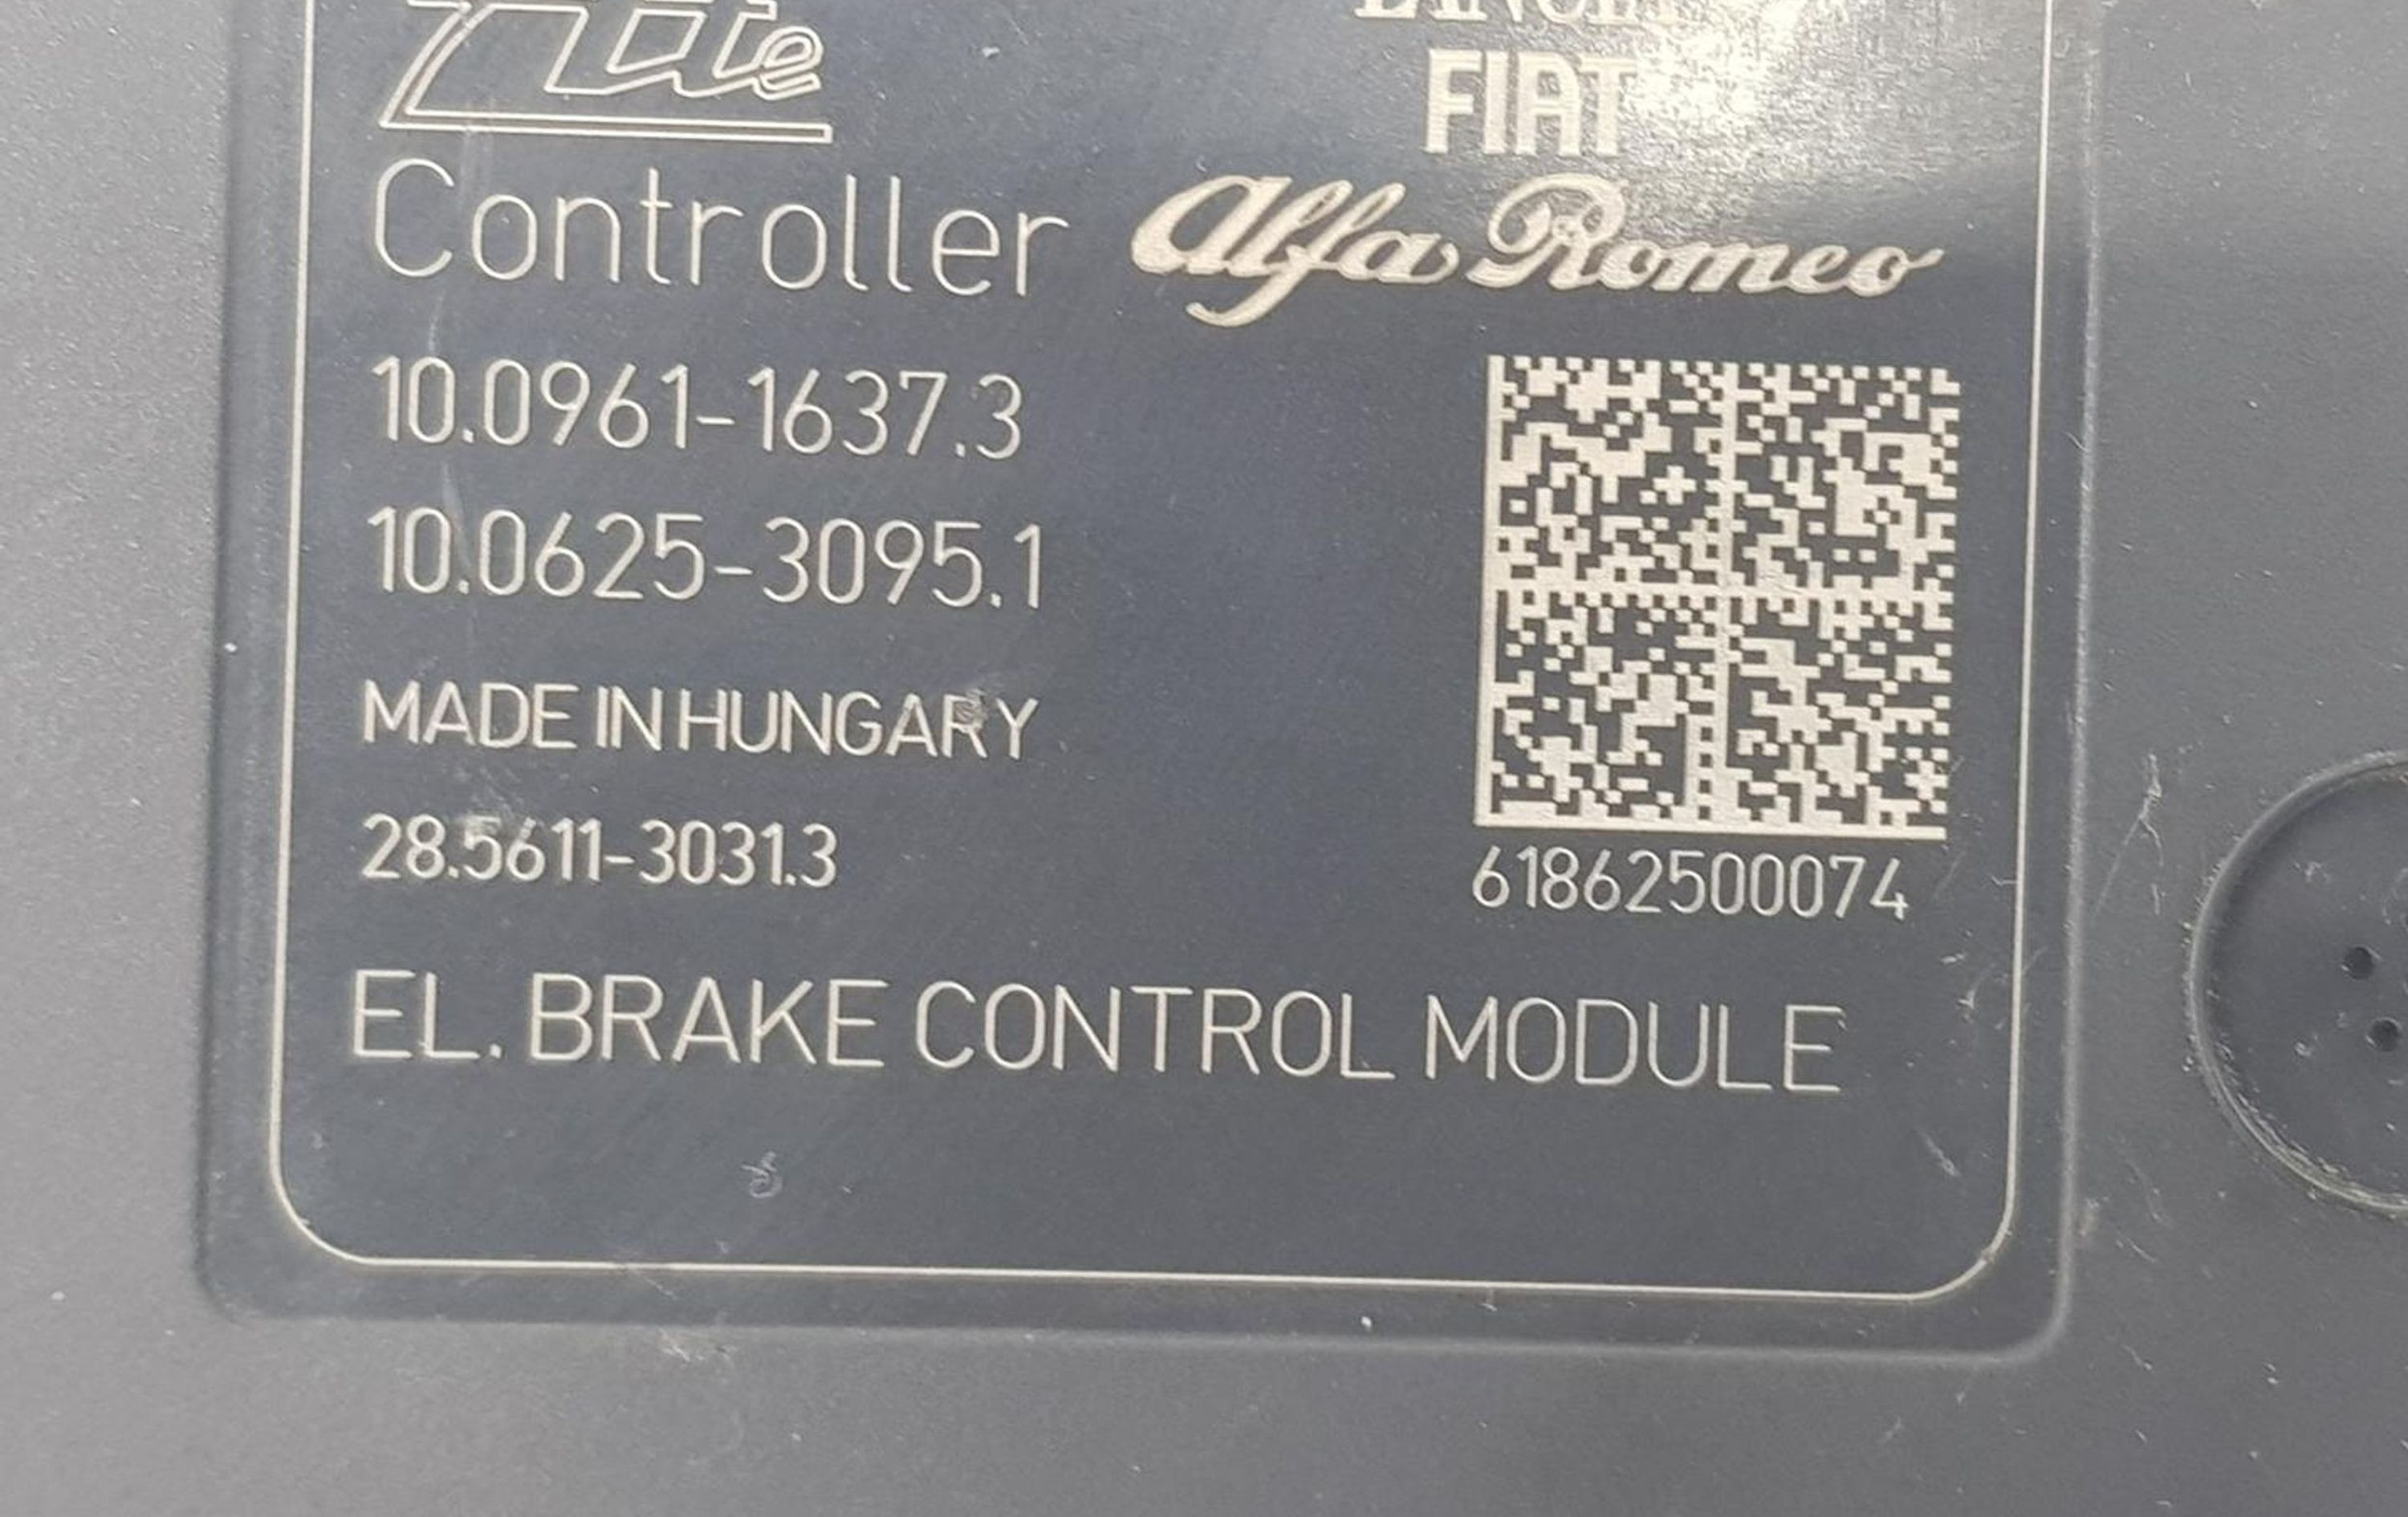 Ate
FIAT
Controller
Alfa Romeo
10.0961-1637.3
10.0625-3095.1
MADE IN HUNGARY
28.5611-3031.3
61862500074
EL. BRAKE CONTROL MODULE